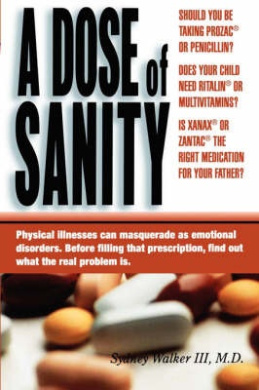 A DOSE of
SANITY
SHOULD YOU BE
TAKING PROZAC®
OR PENICILLIN?
DOES YOUR CHILD
NEED RITALIN® OR
MULTIVITAMINS?
IS XANAX® OR
ZANTAC® THE
RIGHT MEDICATION
FOR YOUR FATHER?
Physical illnesses can masquerade as emotional
disorders. Before filling that prescription, find out
what the real problem is.
Sydney Walker III, M.D.